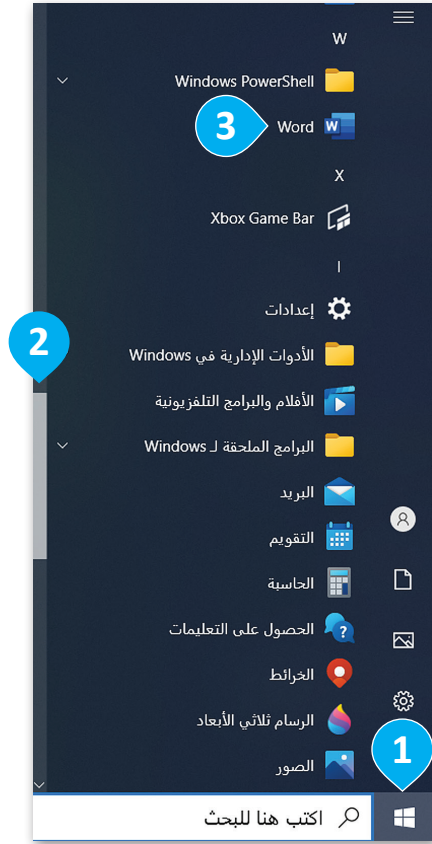 W
Windows PowerShell
3
Word
X
Xbox Game Bar
ا
إعدادات
2
الأدوات الإدارية في Windows
الأفلام والبرامج التلفزيونية
البرامج الملحقة لـ Windows
البريد
التقويم
الحاسبة
الحصول على التعليمات
الخرائط
الرسام ثلاثي الأبعاد
1
الصور
اكتب هنا للبحث